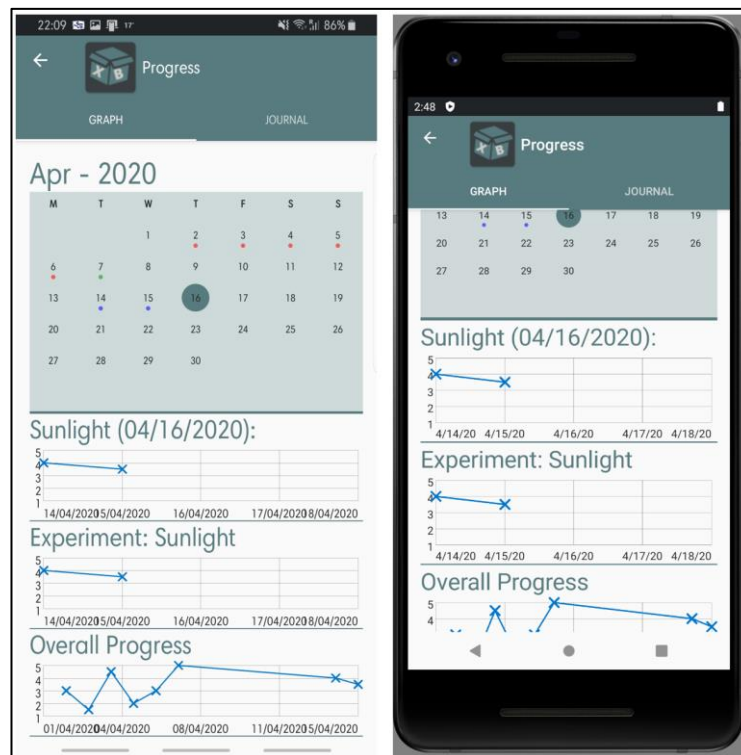 22:09 17° 86%
X B Progress
GRAPH JOURNAL
Apr - 2020
M T W T F S S
1 2 3 4 5
6 7 8 9 10 11 12
13 14 15 16 17 18 19
20 21 22 23 24 25 26
27 28 29 30
Sunlight (04/16/2020):
5
4
3
2
1
14/04/2020 15/04/2020 16/04/2020 17/04/2020 18/04/2020
Experiment: Sunlight
5
4
3
2
1
14/04/2020 15/04/2020 16/04/2020 17/04/2020 18/04/2020
Overall Progress
5
4
3
2
1
01/04/2020 04/04/2020 08/04/2020 11/04/2020 15/04/2020
2:48
X B Progress
GRAPH JOURNAL
13 14 15 16 17 18 19
20 21 22 23 24 25 26
27 28 29 30
Sunlight (04/16/2020):
5
4
3
2
1
4/14/20 4/15/20 4/16/20 4/17/20 4/18/20
Experiment: Sunlight
5
4
3
2
1
4/14/20 4/15/20 4/16/20 4/17/20 4/18/20
Overall Progress
5
4